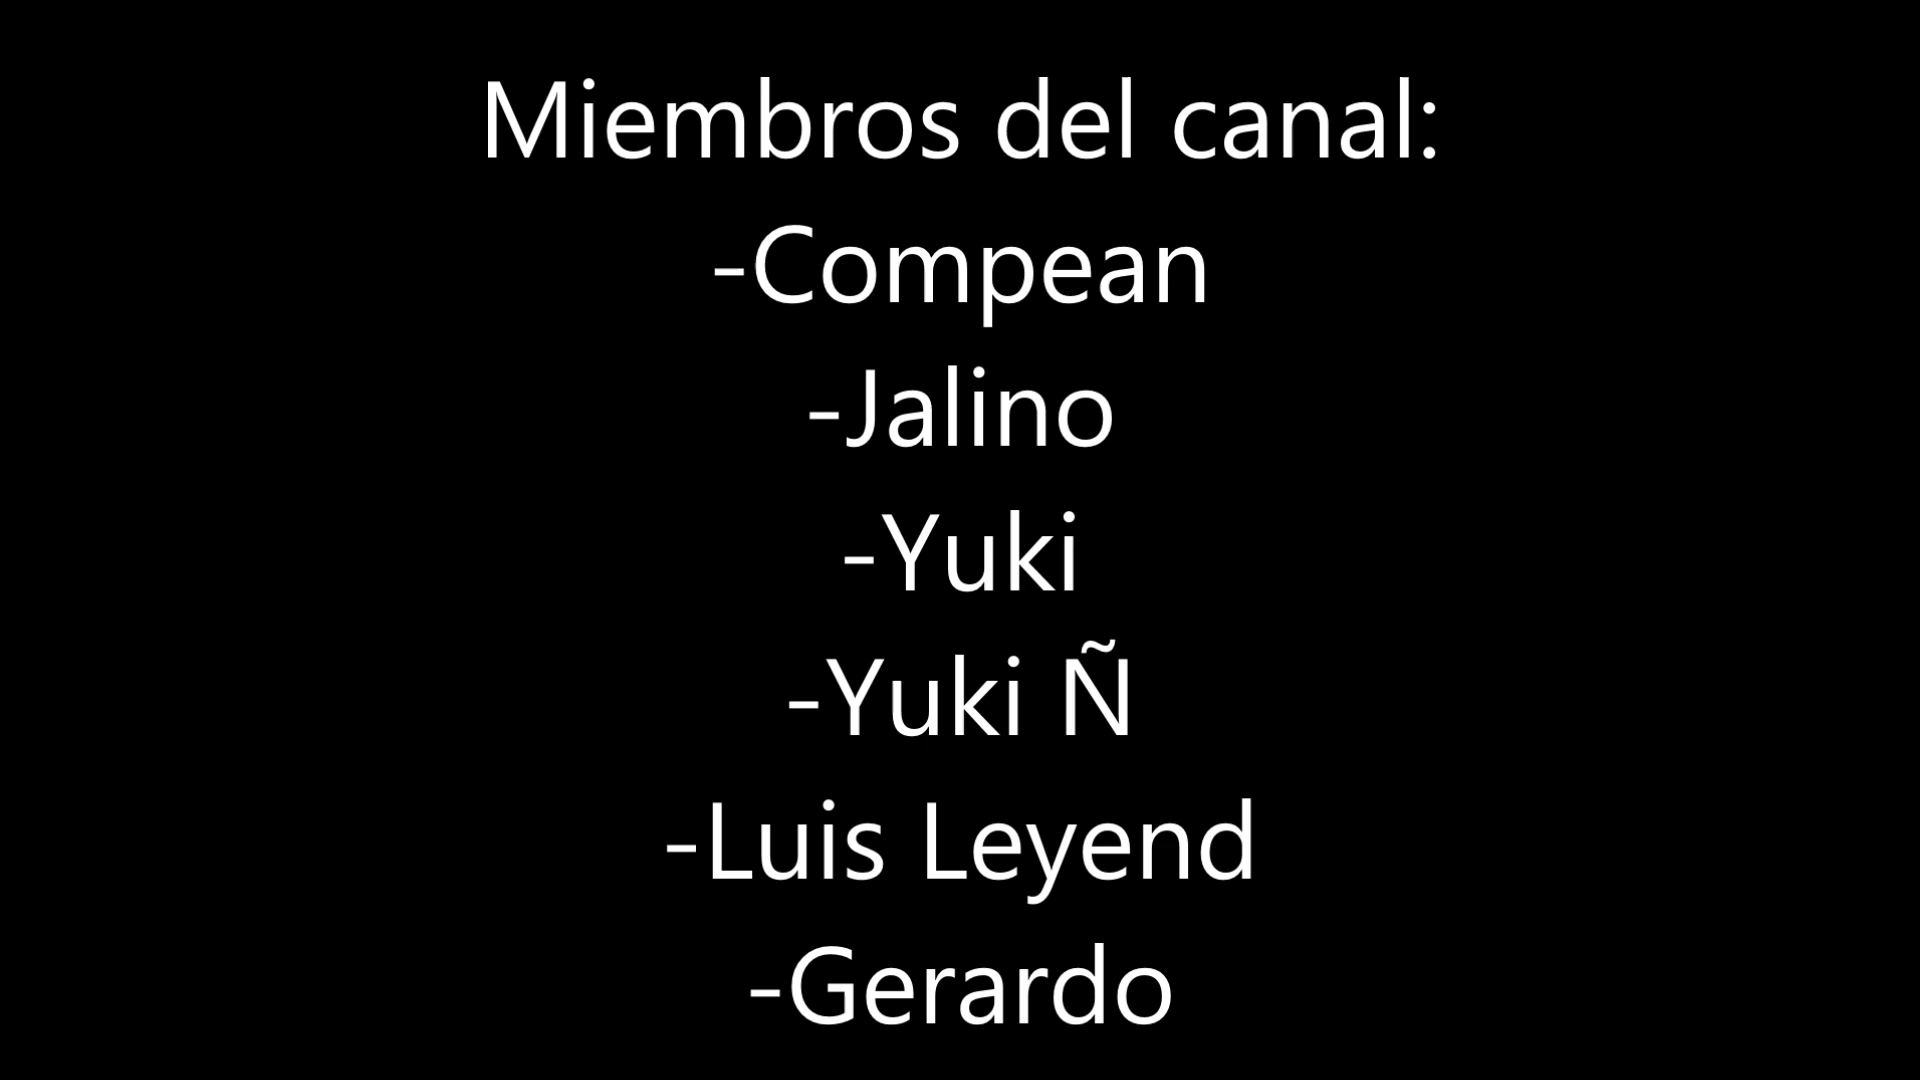 Miembros del canal:
-Compean
-Jalino
-Yuki
-Yuki Ñ
-Luis Leyend
-Gerardo